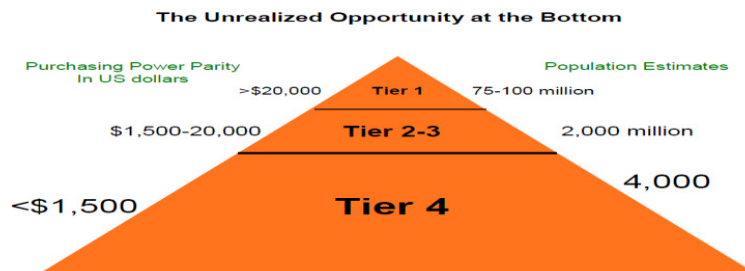 The Unrealized Opportunity at the Bottom
Purchasing Power Parity
In US dollars
Population Estimates
>$20,000
Tier 1
75-100 million
$1,500-20,000
Tier 2-3
2,000 million
<$1,500
Tier 4
4,000